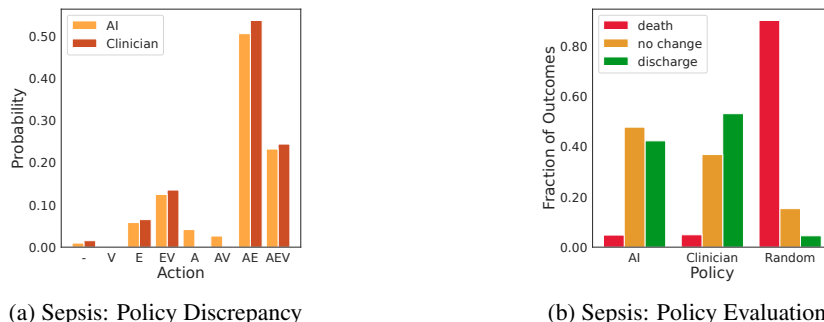 AI
Clinician
0.50
0.40
0.30
0.20
0.10
0.00
Probability
- V E EV A AV AE AEV
Action
(a) Sepsis: Policy Discrepancy
death
no change
discharge
0.80
0.60
0.40
0.20
0.00
Fraction of Outcomes
AI Clinician Random
Policy
(b) Sepsis: Policy Evaluation